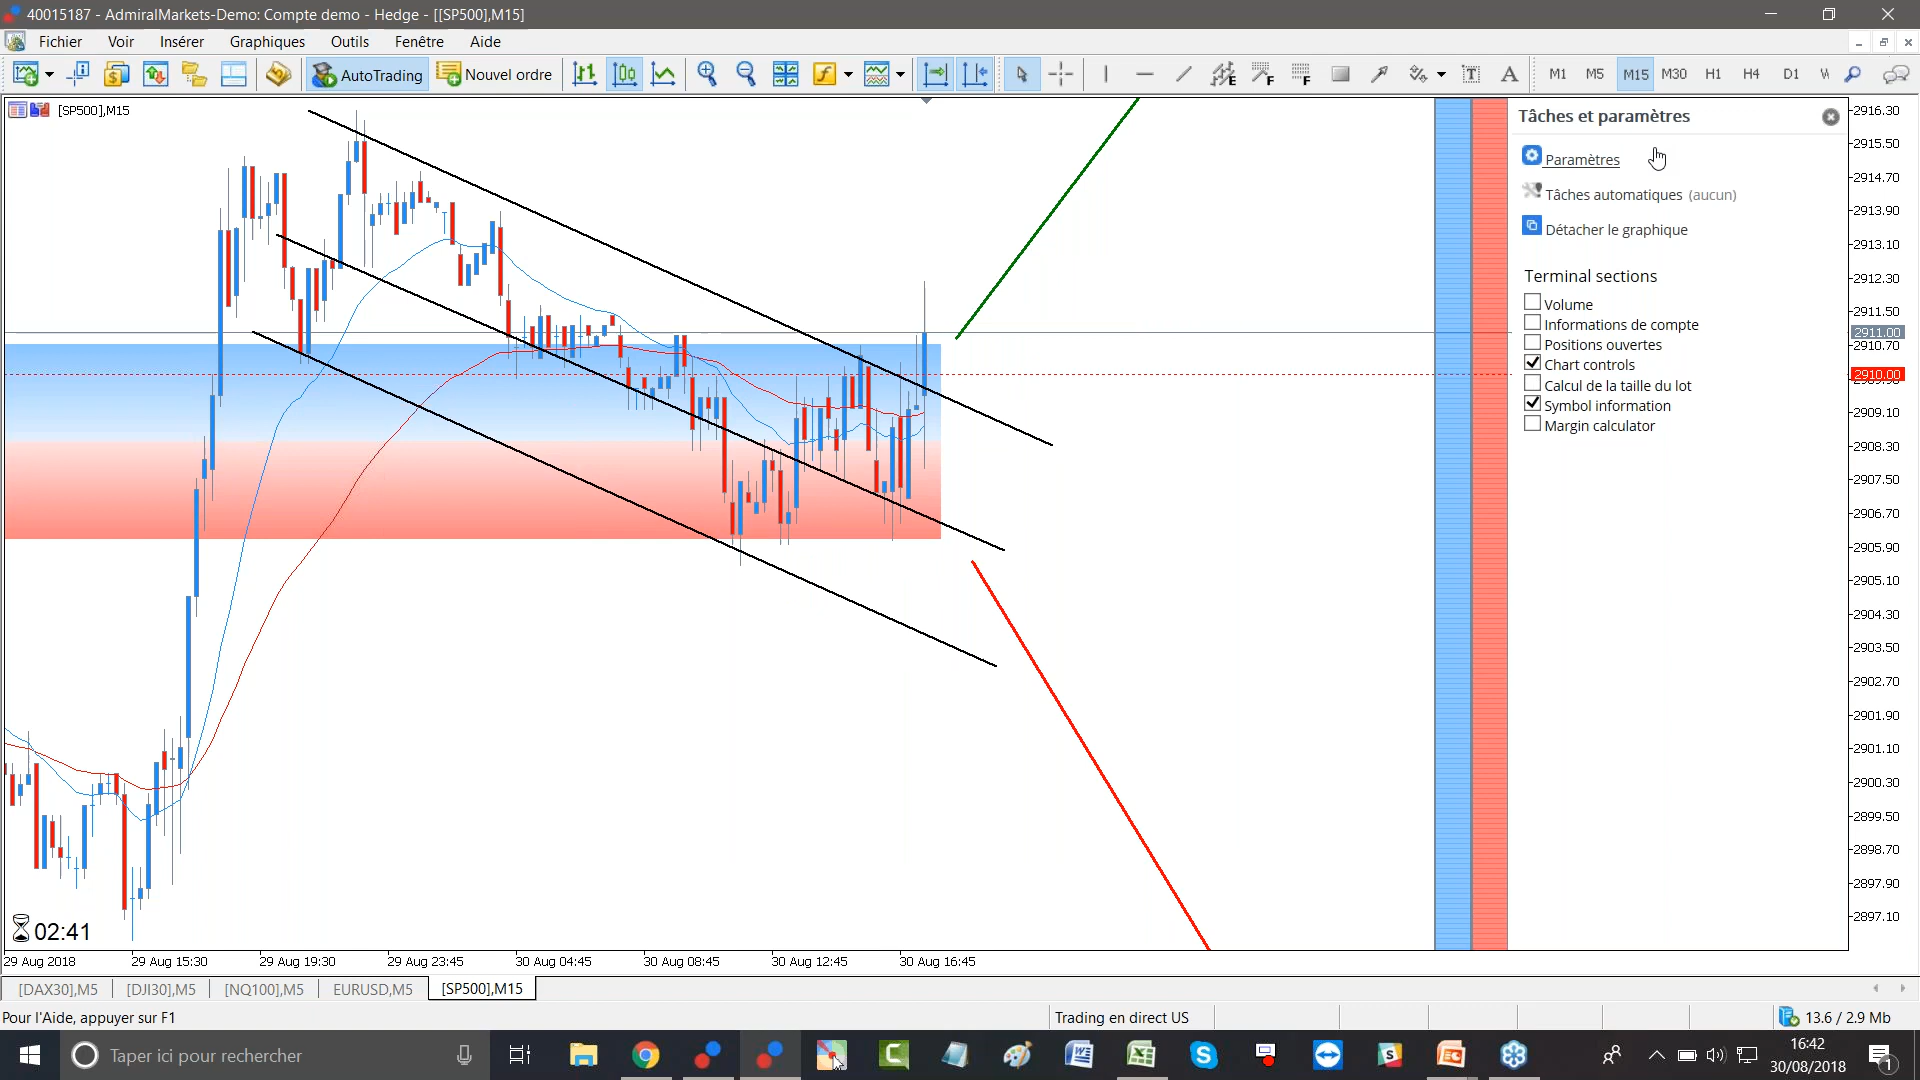 40015187 - AdmiralMarkets-Demo: Compte demo - Hedge - [[SP500],M15]
Fichier Voir Insérer Graphiques Outils Fenêtre Aide
AutoTrading Nouvel ordre M1 M5 M15 M30 H1 H4 D1
[SP500],M15
Tâches et paramètres
Paramètres
Tâches automatiques (aucun)
Détacher le graphique
Terminal sections
Volume
Informations de compte
Positions ouvertes
Chart controls
Calcul de la taille du lot
Symbol information
Margin calculator
2916.30
2915.50
2914.70
2913.90
2913.10
2912.30
2911.50
2911.00
2910.70
2910.00
2909.10
2908.30
2907.50
2906.70
2905.90
2905.10
2904.30
2903.50
2902.70
2901.90
2901.10
2900.30
2899.50
2898.70
2897.90
2897.10
02:41
29 Aug 2018 29 Aug 15:30 29 Aug 19:30 29 Aug 23:45 30 Aug 04:45 30 Aug 08:45 30 Aug 12:45 30 Aug 16:45
[DAX30],M5 [DJI30],M5 [NQ100],M5 EURUSD,M5 [SP500],M15
Pour l'Aide, appuyer sur F1 Trading en direct US 13.6 / 2.9 Mb
Taper ici pour rechercher
16:42
30/08/2018
1